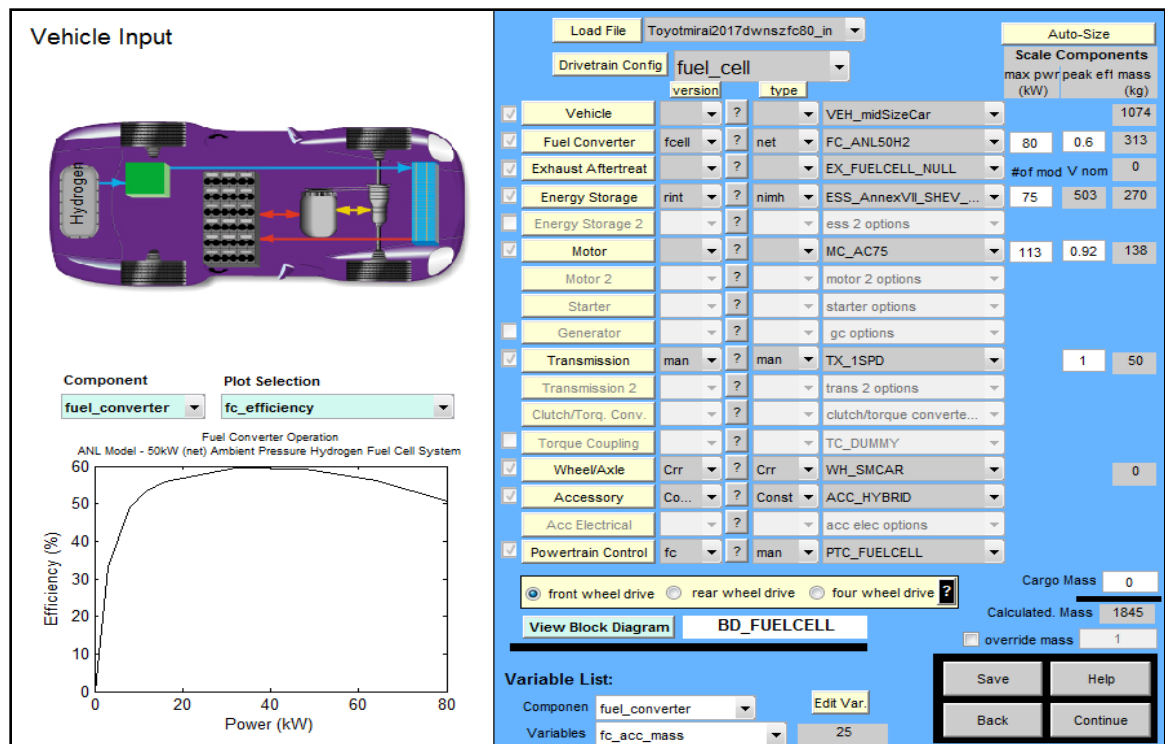 Vehicle Input
Hydrogen
Component Plot Selection
fuel_converter fc_efficiency
Fuel Converter Operation
ANL Model - 50kW (net) Ambient Pressure Hydrogen Fuel Cell System
60
50
40
30
20
10
0
Efficiency (%)
0 20 40 60 80
Power (kW)
Load File Toyotmirai2017dwnszfc80_in
Auto-Size
Drivetrain Config fuel_cell
Scale Components
max pwr peak eff mass
(kW) (kg)
version type
Vehicle ? VEH_midSizeCar 1074
Fuel Converter fcell ? net FC_ANL50H2 80 0.6 313
Exhaust Aftertreat ? EX_FUELCELL_NULL #of mod V nom 0
Energy Storage rint ? nimh ESS_AnnexVII_SHEV_... 75 503 270
Energy Storage 2 ? ess 2 options
Motor ? MC_AC75 113 0.92 138
Motor 2 ? motor 2 options
Starter ? starter options
Generator ? gc options
Transmission man ? man TX_1SPD 1 50
Transmission 2 ? trans 2 options
Clutch/Torq. Conv. ? clutch/torque converte...
Torque Coupling ? TC_DUMMY
Wheel/Axle Crr ? Crr WH_SMCAR 0
Accessory Co... ? Const ACC_HYBRID
Acc Electrical ? acc elec options
Powertrain Control fc ? man PTC_FUELCELL
front wheel drive rear wheel drive four wheel drive ?
Cargo Mass 0
View Block Diagram BD_FUELCELL
Calculated. Mass 1845
override mass 1
Variable List:
Componen fuel_converter Edit Var.
Variables fc_acc_mass 25
Save Help
Back Continue